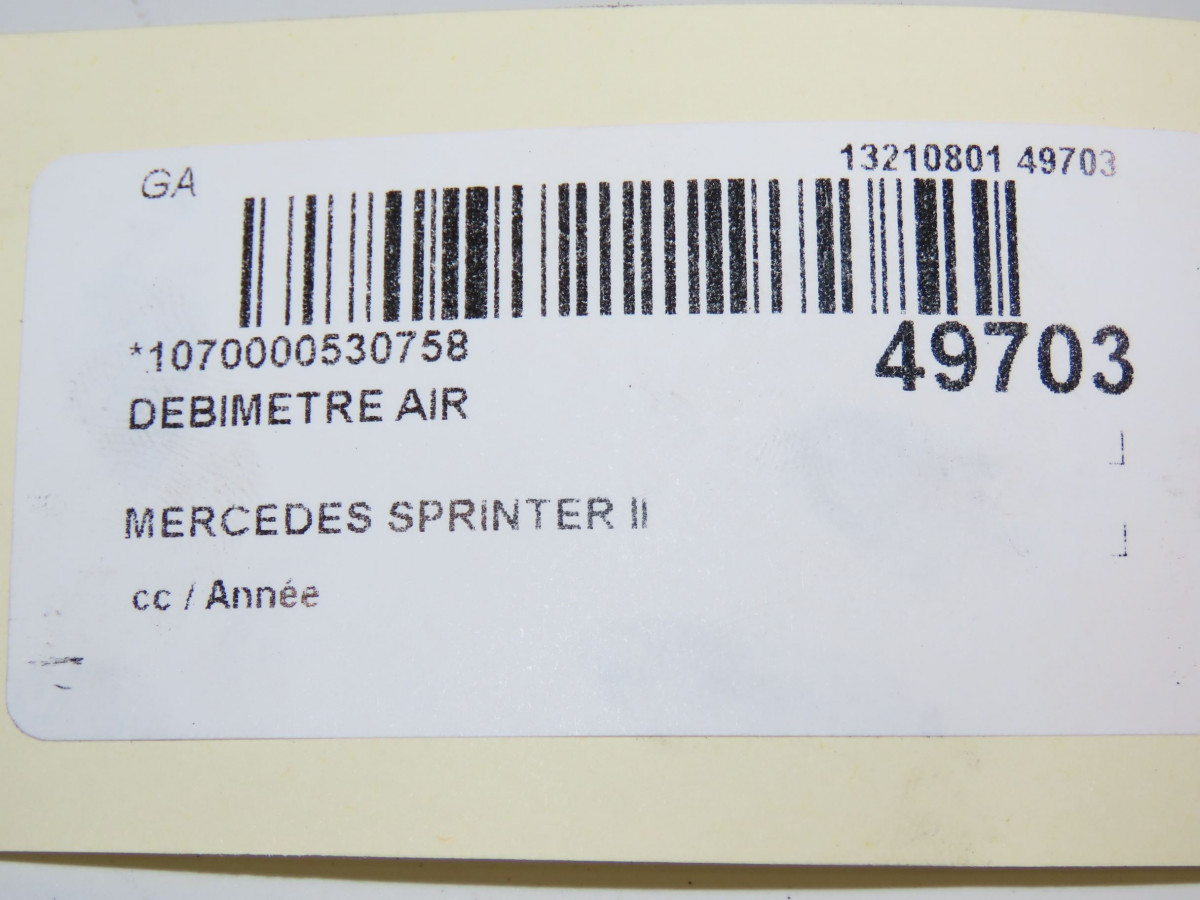 GA
13210801 49703
*1070000530758
49703
DEBIMETRE AIR
MERCEDES SPRINTER II
cc / Année